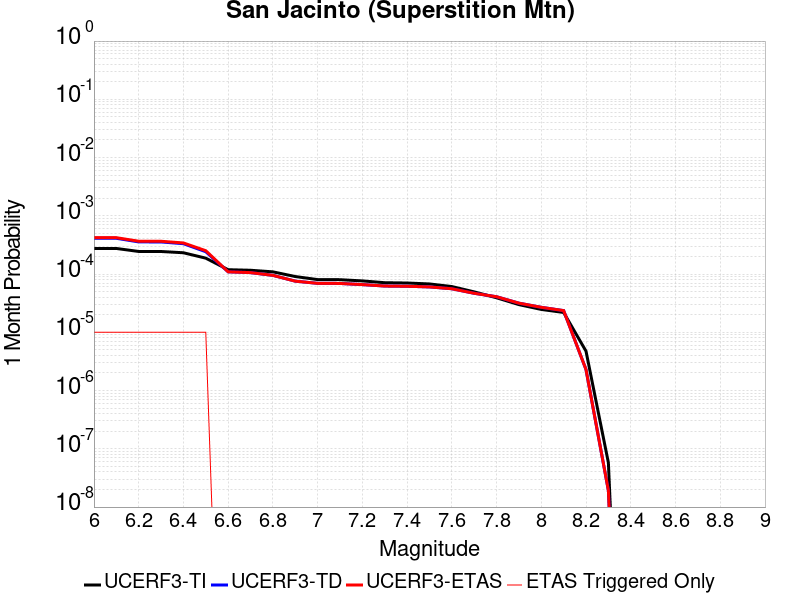 San Jacinto (Superstition Mtn)
10^0
10^-1
10^-2
10^-3
10^-4
10^-5
10^-6
10^-7
10^-8
1 Month Probability
6 6.2 6.4 6.6 6.8 7 7.2 7.4 7.6 7.8 8 8.2 8.4 8.6 8.8 9
Magnitude
UCERF3-TI UCERF3-TD UCERF3-ETAS ETAS Triggered Only